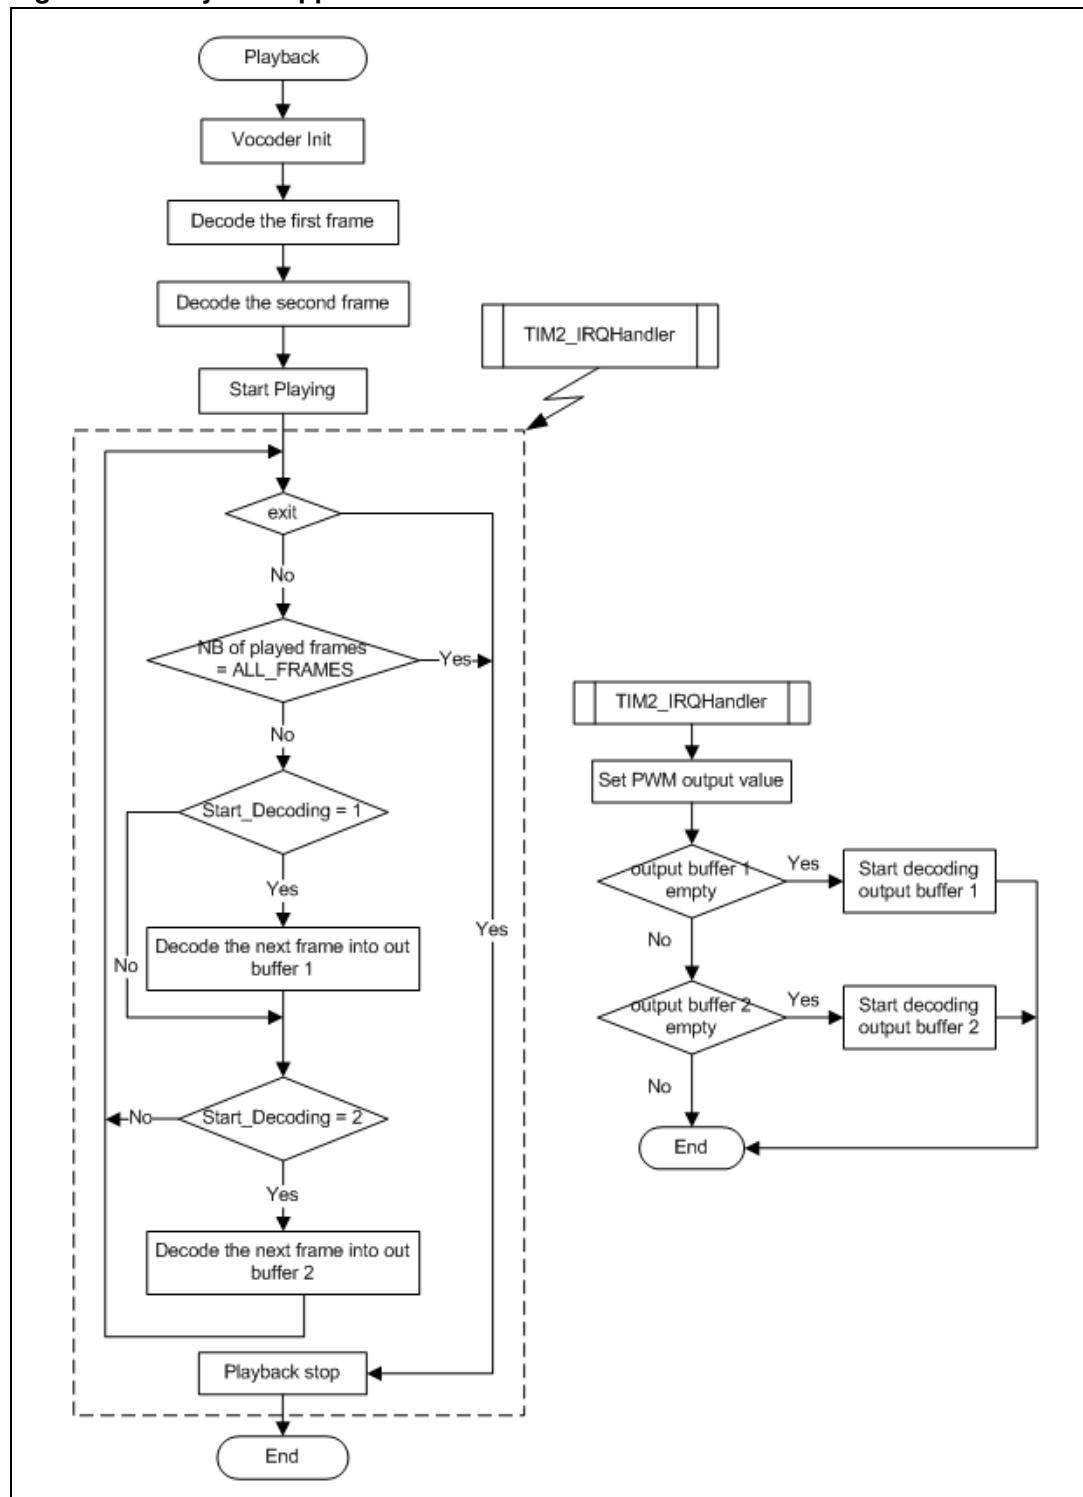 Playback
Vocoder Init
Decode the first frame
Decode the second frame
Start Playing
TIM2_IRQHandler
exit
No
NB of played frames
= ALL_FRAMES
Yes
No
Start_Decoding = 1
Yes
No
Decode the next frame into out
buffer 1
Yes
Start_Decoding = 2
No
Yes
Decode the next frame into out
buffer 2
Playback stop
End
TIM2_IRQHandler
Set PWM output value
output buffer 1
empty
Yes
Start decoding
output buffer 1
No
output buffer 2
empty
Yes
Start decoding
output buffer 2
No
End